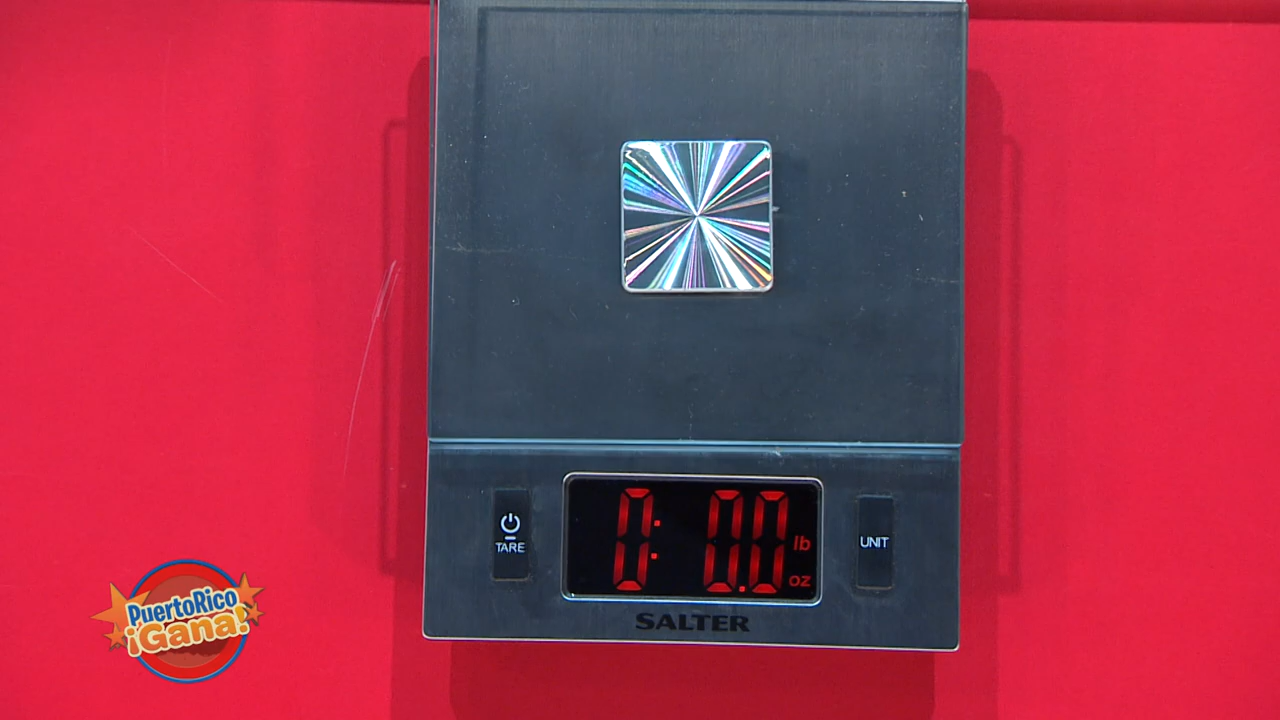 TARE
0: 0.0
lb
oz
UNIT
SALTER
PuertoRico
¡Gana!